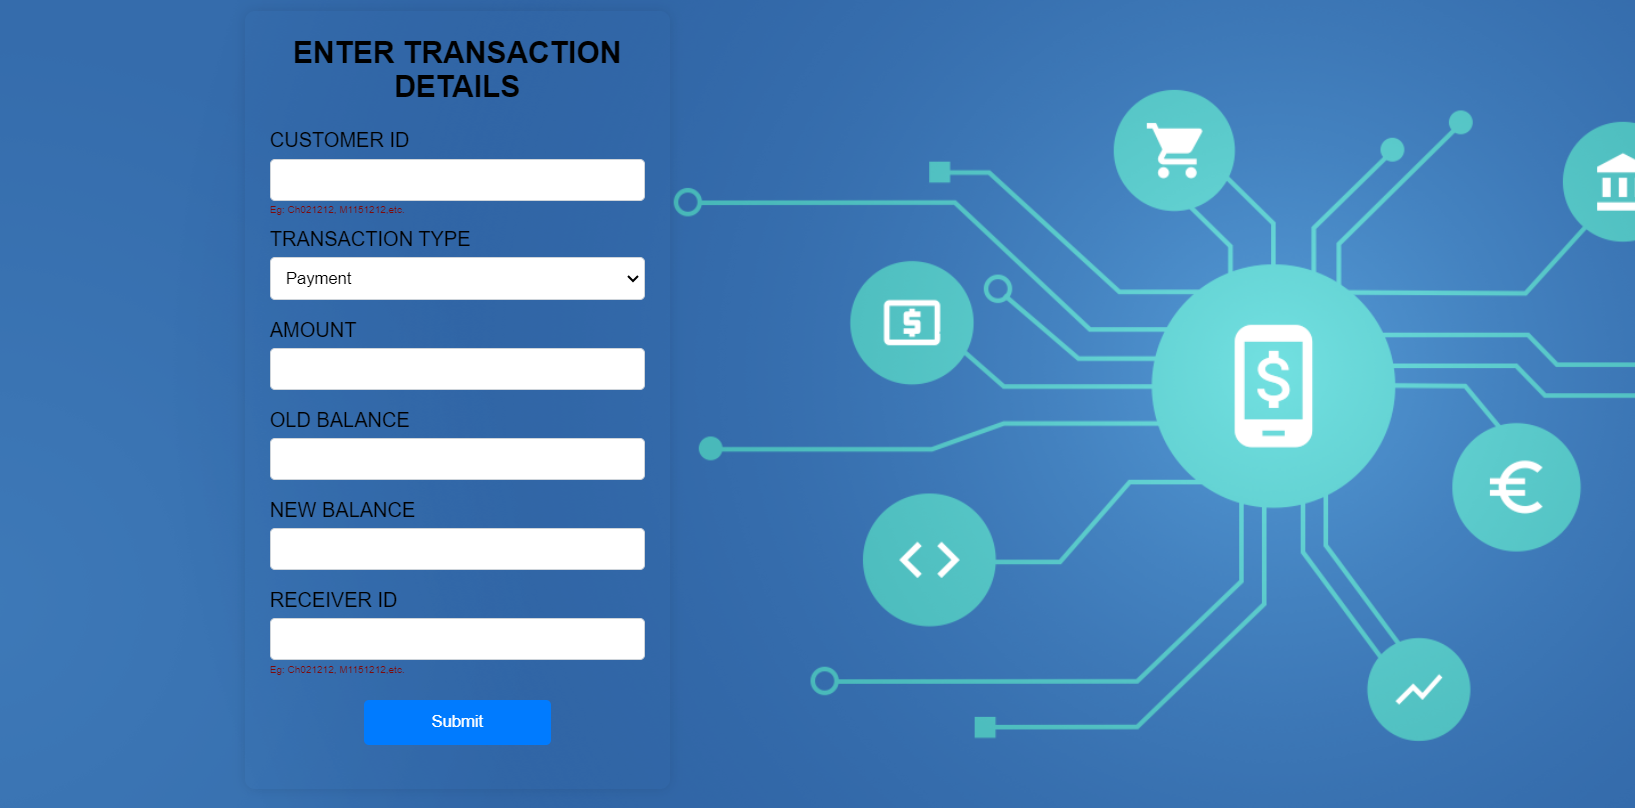 ENTER TRANSACTION
DETAILS
CUSTOMER ID
Eg: Ch021212, M1151212,etc.
TRANSACTION TYPE
Payment
AMOUNT
OLD BALANCE
NEW BALANCE
RECEIVER ID
Eg: Ch021212, M1151212,etc.
Submit